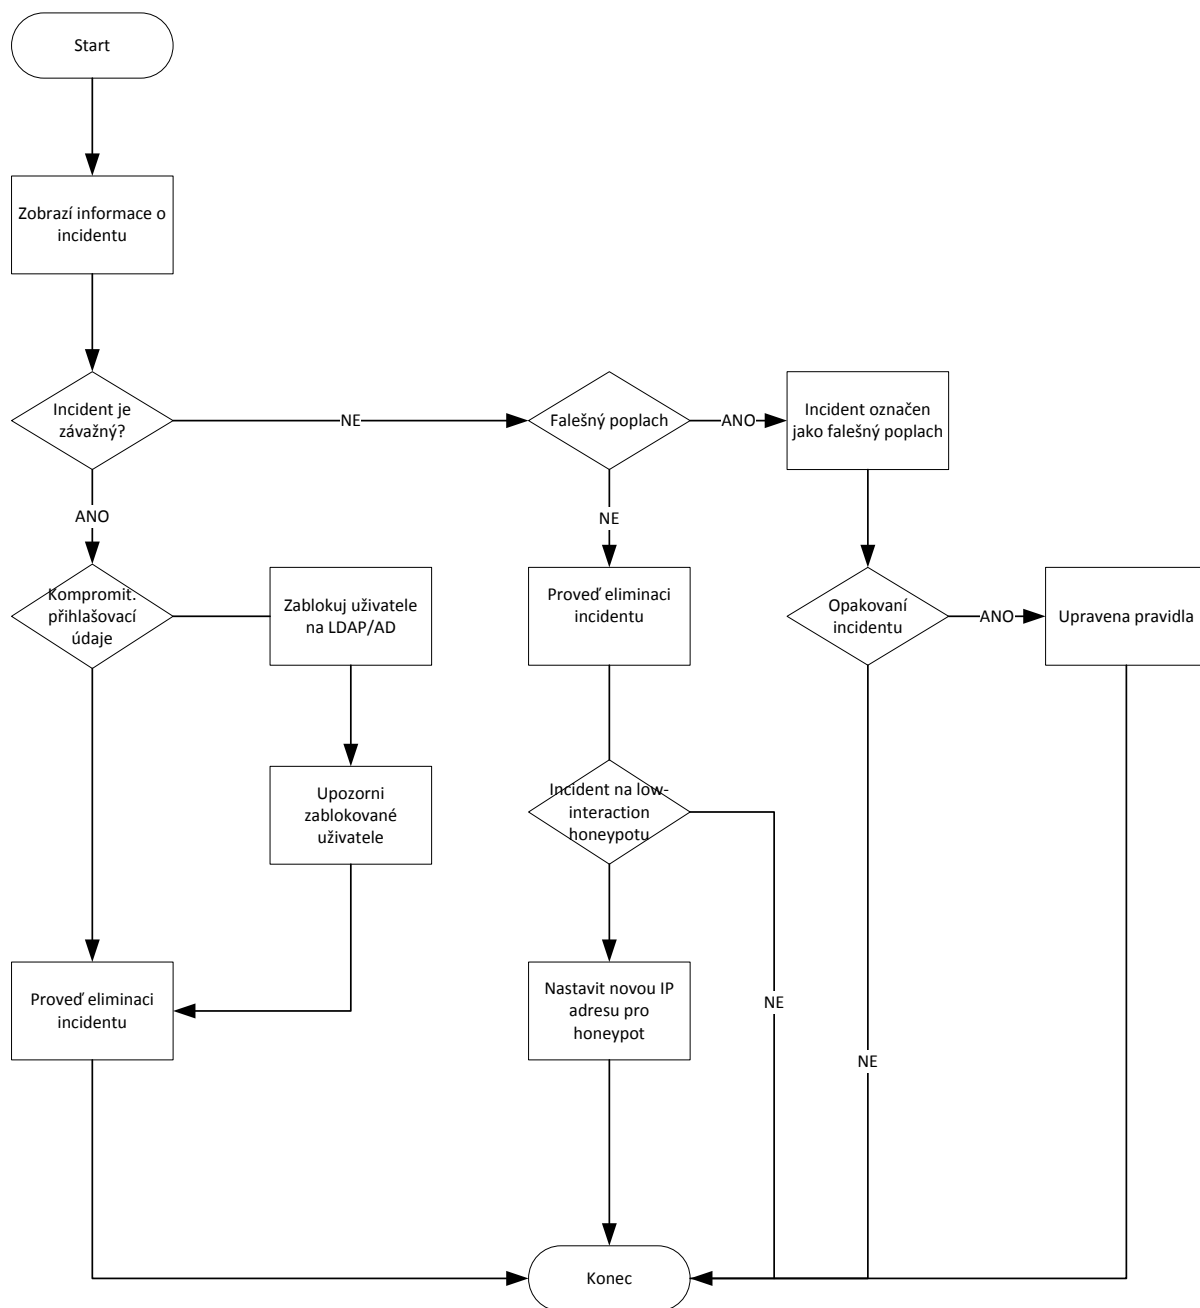 Start
Zobrazí informace o
incidentu
Incident je
závažný?
NE
Falešný poplach
ANO
Incident označen
jako falešný poplach
ANO
NE
Kompromit.
přihlašovací
údaje
Zablokuj uživatele
na LDAP/AD
Proveď eliminaci
incidentu
Opakovaní
incidentu
ANO
Upravena pravidla
Upozorni
zablokované
uživatele
Incident na low-
interaction
honeypotu
Proveď eliminaci
incidentu
Nastavit novou IP
adresu pro
honeypot
NE
NE
Konec